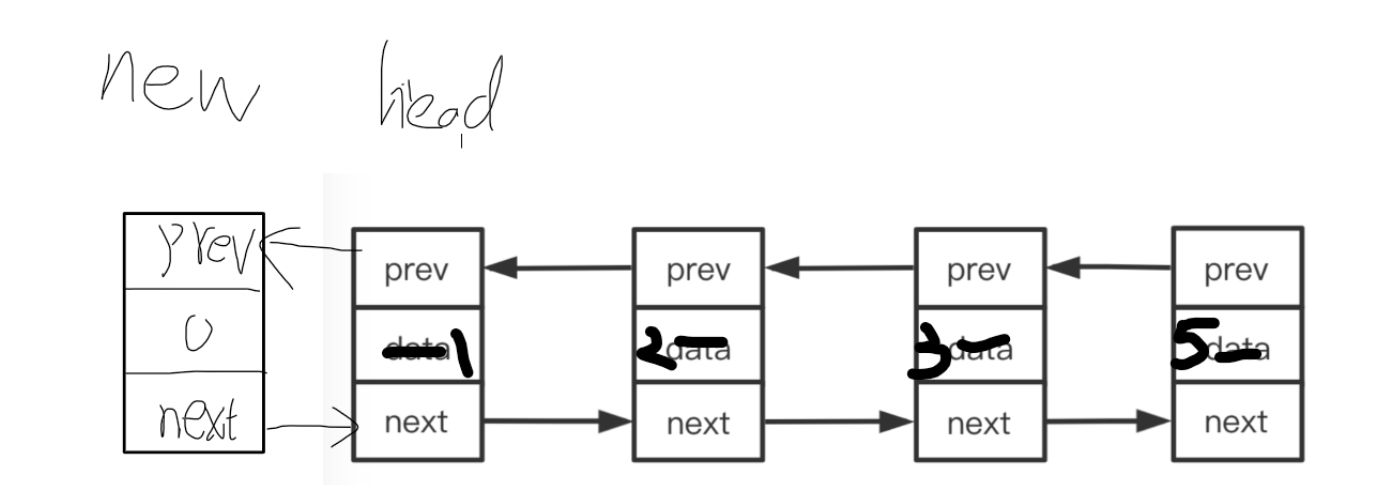 new head
prev prev prev prev prev
0 data 1 2 data 3 data 5 data
next next next next next